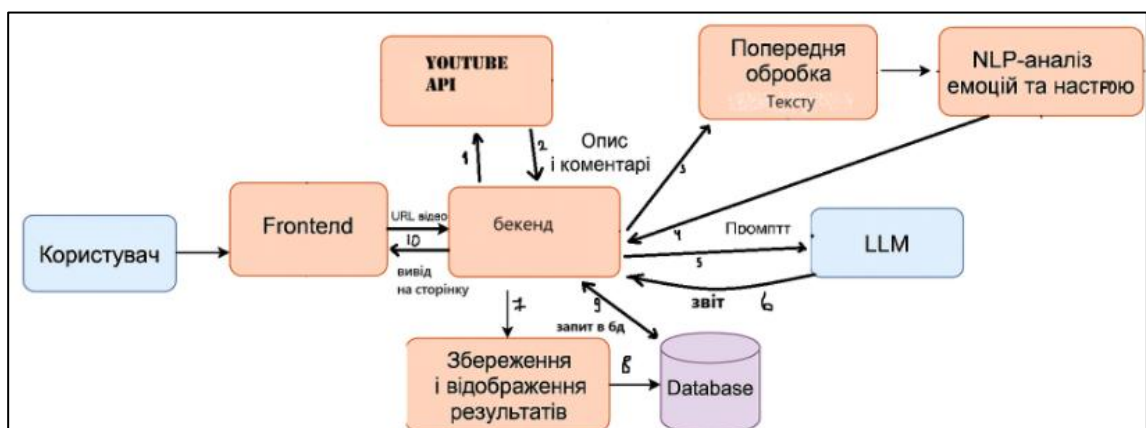 YOUTUBE
API
Попередня
обробка
Тексту
NLP-аналіз
емоцій та настрою
1
2
Опис
і коментарі
3
Користувач
Frontend
URL відео
10
вивід
на сторінку
бекенд
4
Промптт
5
LLM
звіт
6
7
9
запит в бд
Збереження
і відображення
результатів
8
Database